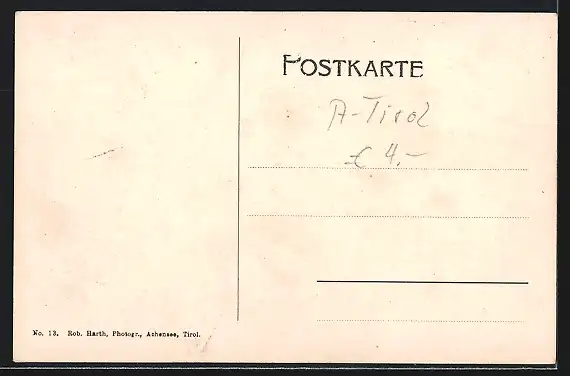 POSTKARTE
A-Tirol
€ 4,-
No. 13. Rob. Harth, Photogr., Achensee, Tirol.